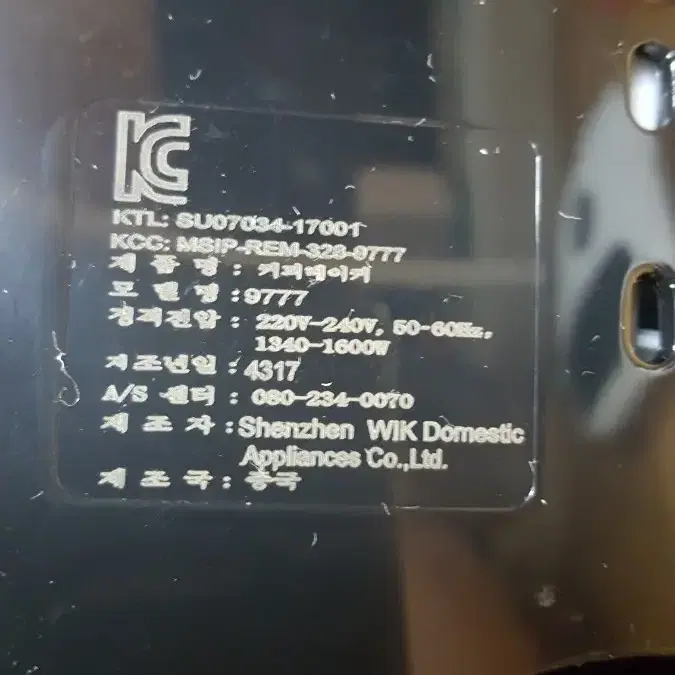 KC
KTL: SU07034-17001
KCC: MSIP-REM-328-9777
제 품 명 : 커피메이커
모 델 명 :9777
정격전압 : 220V-240V, 50-60Hz,
1340-1600W
제조년일 : 4317
A/S 센터 : 080-234-0070
제 조 자 :Shenzhen WIK Domestic
Appliances Co.,Ltd.
제 조 국 : 중국